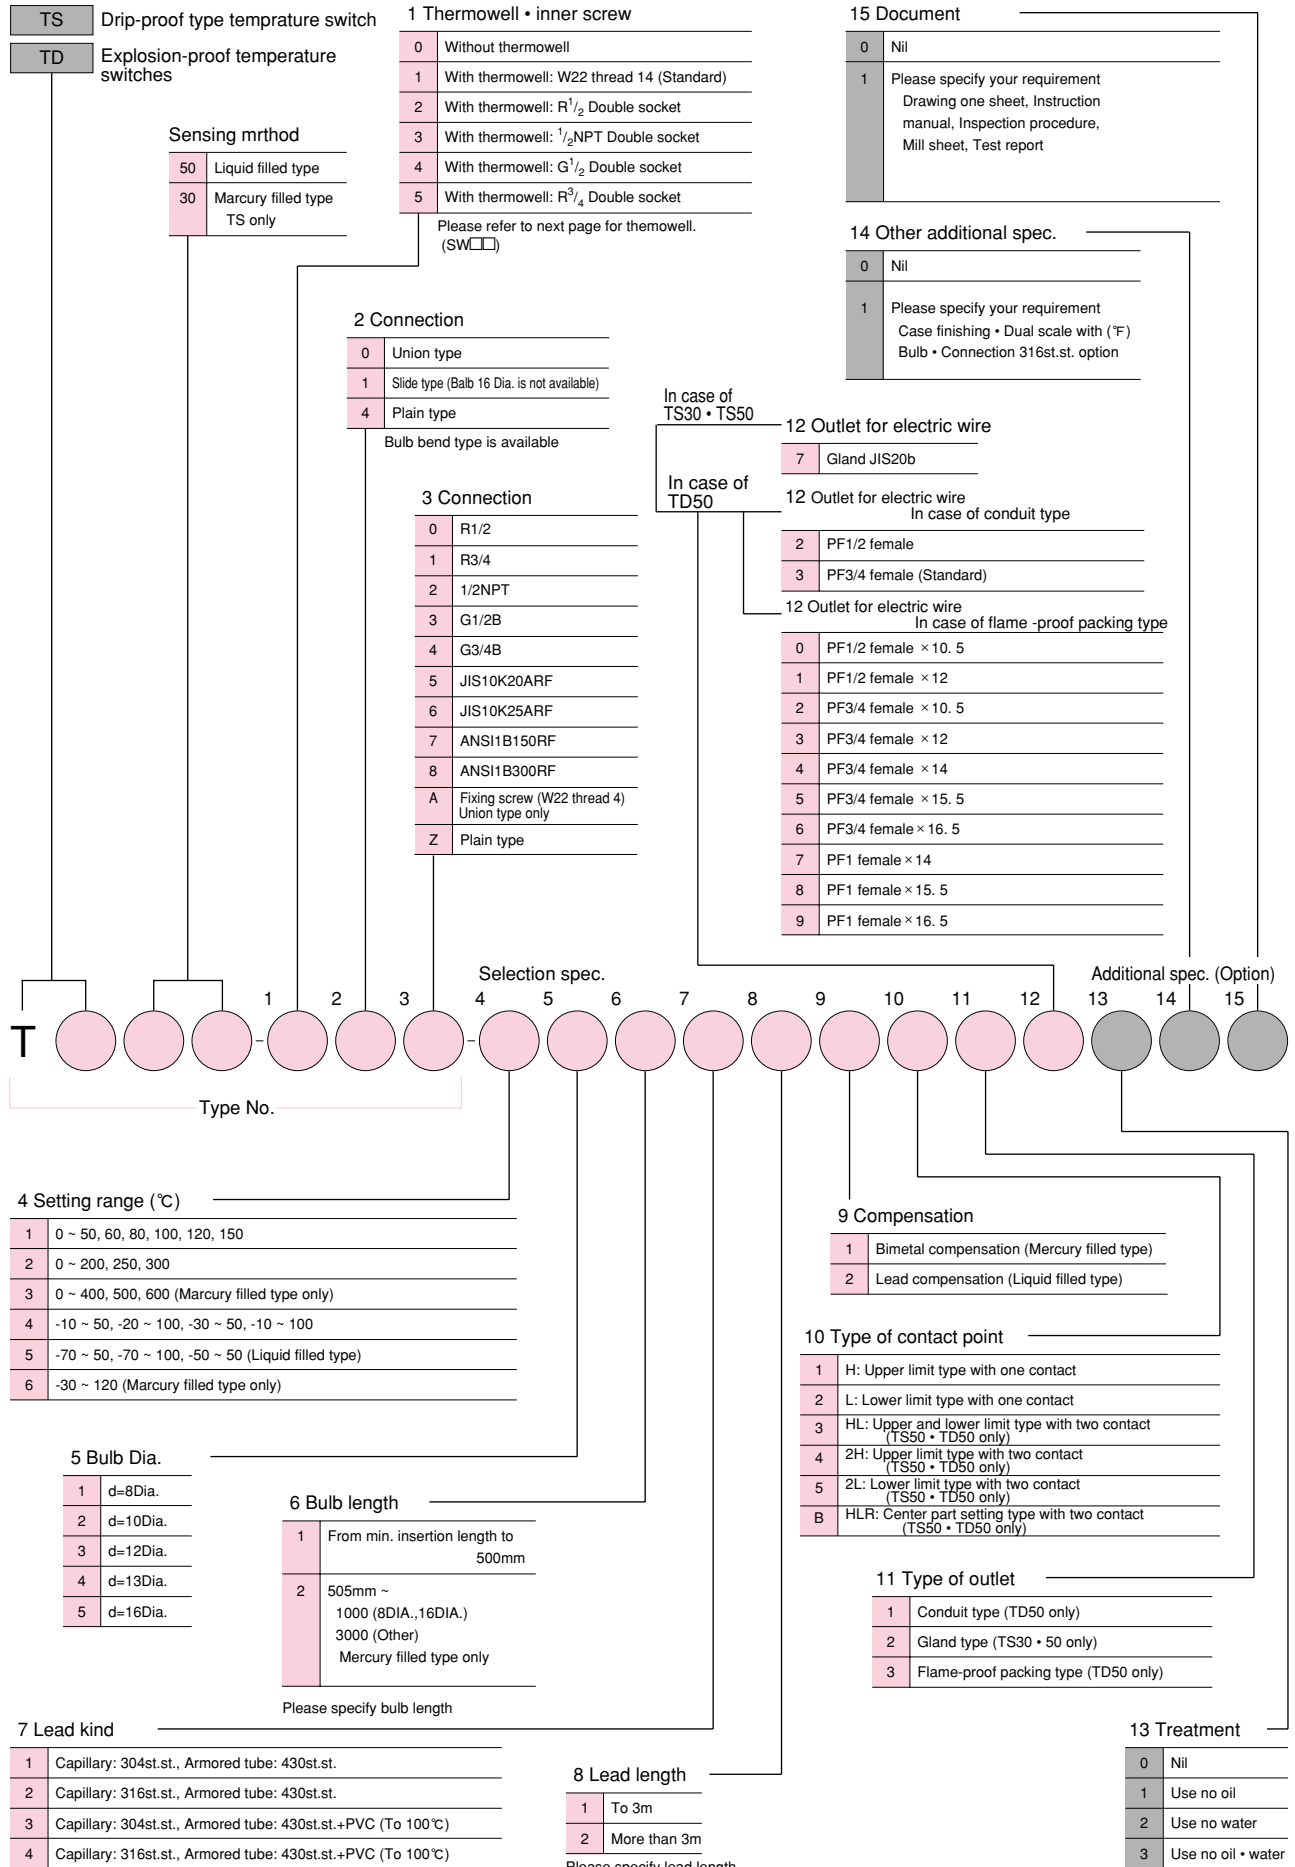 TS Drip-proof type temprature switch
TD Explosion-proof temperature
switches
Sensing mrthod
50 Liquid filled type
30 Marcury filled type
TS only
1 Thermowell • inner screw
0 Without thermowell
1 With thermowell: W22 thread 14 (Standard)
2 With thermowell: R1/2 Double socket
3 With thermowell: 1/2NPT Double socket
4 With thermowell: G1/2 Double socket
5 With thermowell: R3/4 Double socket
Please refer to next page for themowell.
(SW□□)
15 Document
0 Nil
1 Please specify your requirement
Drawing one sheet, Instruction
manual, Inspection procedure,
Mill sheet, Test report
14 Other additional spec.
0 Nil
1 Please specify your requirement
Case finishing • Dual scale with (°F)
Bulb • Connection 316st.st. option
2 Connection
0 Union type
1 Slide type (Balb 16 Dia. is not available)
4 Plain type
Bulb bend type is available
3 Connection
0 R1/2
1 R3/4
2 1/2NPT
3 G1/2B
4 G3/4B
5 JIS10K20ARF
6 JIS10K25ARF
7 ANSI1B150RF
8 ANSI1B300RF
A Fixing screw (W22 thread 4)
Union type only
Z Plain type
In case of
TS30 • TS50
12 Outlet for electric wire
7 Gland JIS20b
In case of
TD50
12 Outlet for electric wire
In case of conduit type
2 PF1/2 female
3 PF3/4 female (Standard)
12 Outlet for electric wire
In case of flame -proof packing type
0 PF1/2 female ×10. 5
1 PF1/2 female ×12
2 PF3/4 female ×10. 5
3 PF3/4 female ×12
4 PF3/4 female ×14
5 PF3/4 female ×15. 5
6 PF3/4 female×16. 5
7 PF1 female×14
8 PF1 female×15. 5
9 PF1 female×16. 5
Selection spec.
Additional spec. (Option)
1 2 3 4 5 6 7 8 9 10 11 12 13 14 15
T - -
Type No.
4 Setting range (°C)
1 0 ~ 50, 60, 80, 100, 120, 150
2 0 ~ 200, 250, 300
3 0 ~ 400, 500, 600 (Marcury filled type only)
4 -10 ~ 50, -20 ~ 100, -30 ~ 50, -10 ~ 100
5 -70 ~ 50, -70 ~ 100, -50 ~ 50 (Liquid filled type)
6 -30 ~ 120 (Marcury filled type only)
5 Bulb Dia.
1 d=8Dia.
2 d=10Dia.
3 d=12Dia.
4 d=13Dia.
5 d=16Dia.
6 Bulb length
1 From min. insertion length to
500mm
2 505mm ~
1000 (8DIA.,16DIA.)
3000 (Other)
Mercury filled type only
Please specify bulb length
7 Lead kind
1 Capillary: 304st.st., Armored tube: 430st.st.
2 Capillary: 316st.st., Armored tube: 430st.st.
3 Capillary: 304st.st., Armored tube: 430st.st.+PVC (To 100°C)
4 Capillary: 316st.st., Armored tube: 430st.st.+PVC (To 100°C)
8 Lead length
1 To 3m
2 More than 3m
Please specify lead length
9 Compensation
1 Bimetal compensation (Mercury filled type)
2 Lead compensation (Liquid filled type)
10 Type of contact point
1 H: Upper limit type with one contact
2 L: Lower limit type with one contact
3 HL: Upper and lower limit type with two contact
(TS50 • TD50 only)
4 2H: Upper limit type with two contact
(TS50 • TD50 only)
5 2L: Lower limit type with two contact
(TS50 • TD50 only)
B HLR: Center part setting type with two contact
(TS50 • TD50 only)
11 Type of outlet
1 Conduit type (TD50 only)
2 Gland type (TS30 • 50 only)
3 Flame-proof packing type (TD50 only)
13 Treatment
0 Nil
1 Use no oil
2 Use no water
3 Use no oil • water